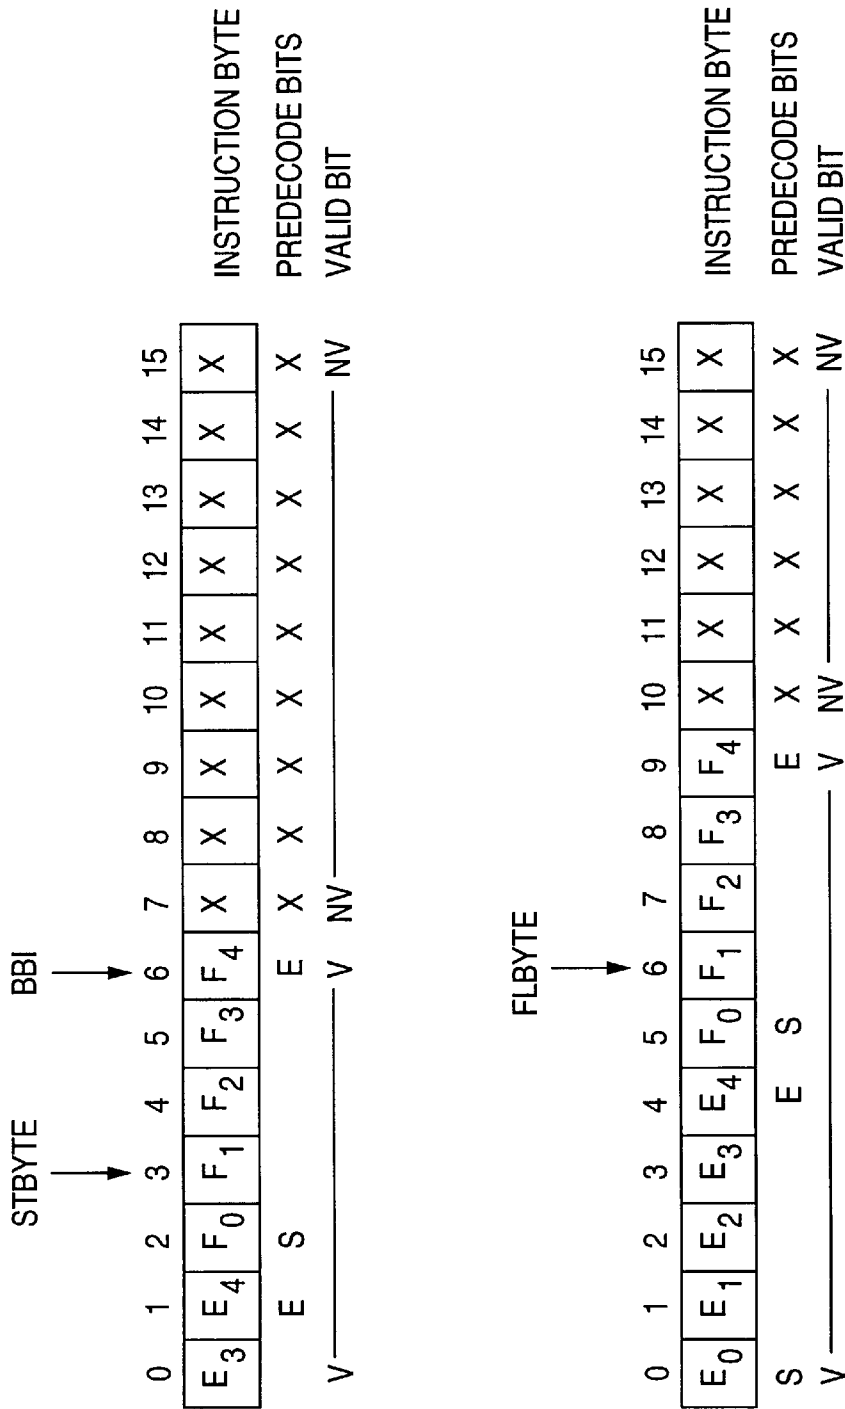 STBYTE BBI
0 1 2 3 4 5 6 7 8 9 10 11 12 13 14 15
E3 E4 F0 F1 F2 F3 F4 X X X X X X X X X INSTRUCTION BYTE
E S E X X X X X X X X X PREDECODE BITS
V V NV NV VALID BIT
FLBYTE
0 1 2 3 4 5 6 7 8 9 10 11 12 13 14 15
E0 E1 E2 E3 E4 F0 F1 F2 F3 F4 X X X X X X INSTRUCTION BYTE
S E S E X X X X X X PREDECODE BITS
V V NV NV VALID BIT